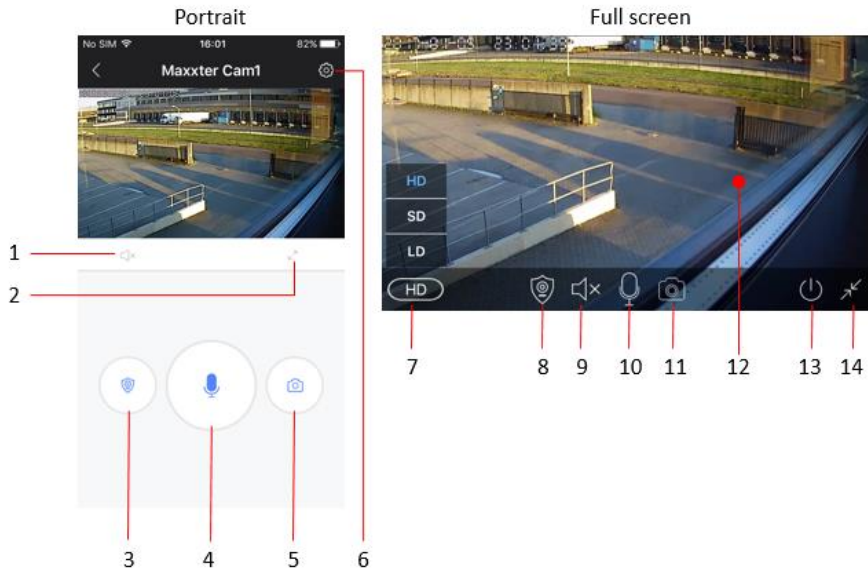 Portrait
Full screen
No SIM 16:01 82%
Maxxter Cam1
HD
SD
LD
HD
1
2
3 4 5 6
7 8 9 10 11 12 13 14